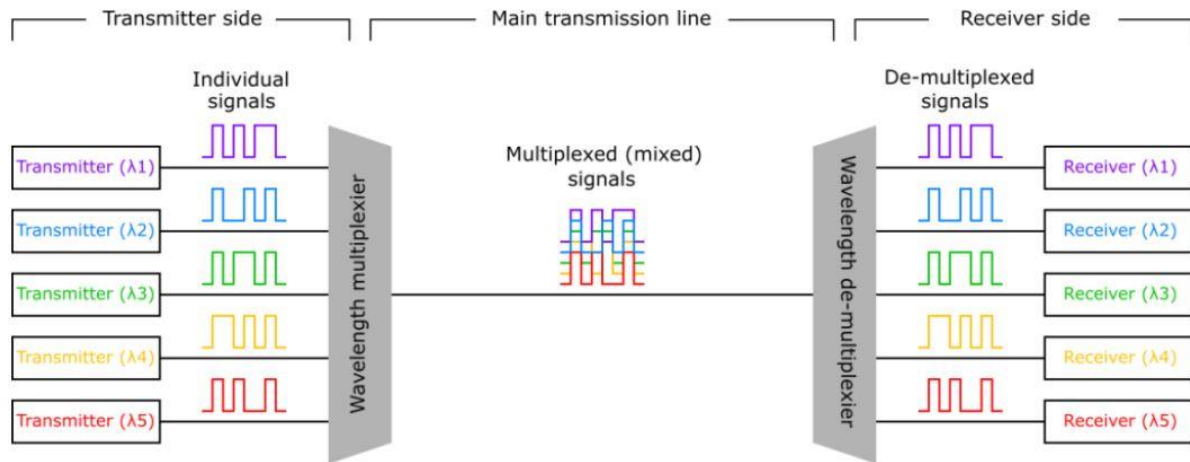 Transmitter side
Main transmission line
Receiver side
Individual
signals
De-multiplexed
signals
Multiplexed (mixed)
signals
Transmitter (λ1)
Transmitter (λ2)
Transmitter (λ3)
Transmitter (λ4)
Transmitter (λ5)
Wavelength multiplexier
Wavelength de-multiplexier
Receiver (λ1)
Receiver (λ2)
Receiver (λ3)
Receiver (λ4)
Receiver (λ5)